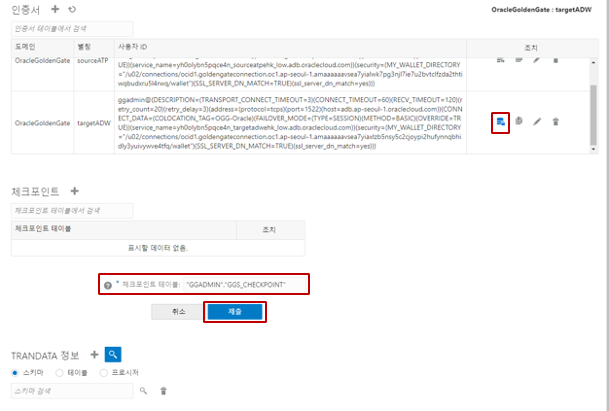 인증서
OracleGoldenGate : targetADW
인증서 테이블에서 검색
도메인 별칭 사용자 ID 조치
OracleGoldenGate sourceATP
UE))(service_name=yh0olybn5pqce4n_sourceatpehk_low.adb.oraclecloud.com))(security=(MY_WALLET_DIRECTORY
="/u02/connections/ocid1.goldengateconnection.oc1.ap-seoul-1.
(SSL_SERVER_DN_MATCH=TRUE)(ssl_server_dn_match=yes)))
OracleGoldenGate targetADW
ggadmin@(DESCRIPTION=(TRANSPORT_CONNECT_TIMEOUT=3)(CONNECT_TIMEOUT=60)(RECV_TIMEOUT=120)(r
etry_count=20)(retry_delay=3)(address=(protocol=tcps)(port=1522)(host=adb.ap-seoul-1.oraclecloud.com))(CONN
ECT_DATA=(COLOCATION_TAG=OGG-Oracle)(FAILOVER_MODE=(TYPE=SESSION)(METHOD=BASIC)(OVERRIDE=TR
UE))(service_name=yh0olybn5pqce4n_targetadwehk_low.adb.oraclecloud.com))(security=(MY_WALLET_DIRECTORY
="/u02/connections/ocid1.goldengateconnection.oc1.ap-seoul-1.
(SSL_SERVER_DN_MATCH=TRUE)(ssl_server_dn_match=yes)))
체크포인트
체크포인트 테이블에서 검색
체크포인트 테이블 조치
표시할 데이터 없음.
* 체크포인트 테이블: "GGADMIN"."GGS_CHECKPOINT"
취소 제출
TRANDATA 정보
스키마 테이블 프로시저
스키마 검색